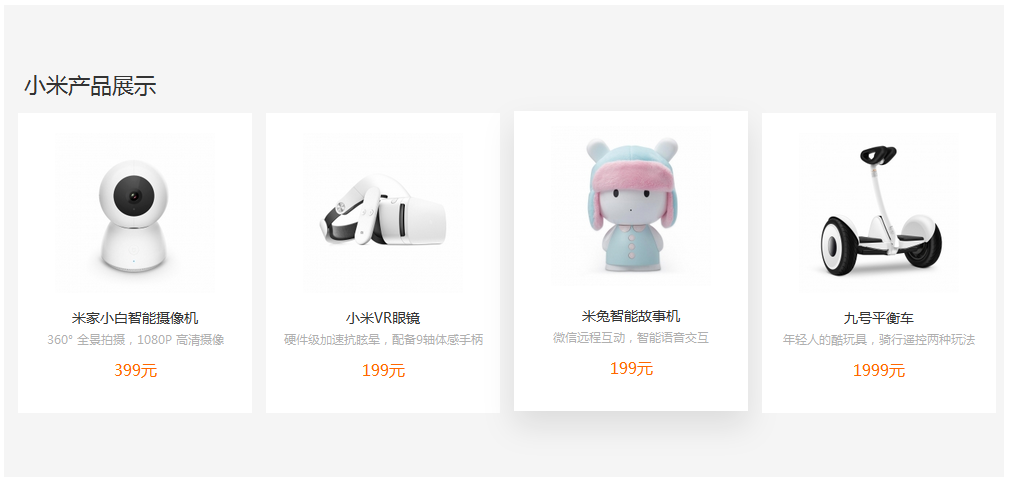 小米产品展示
米家小白智能摄像机
360° 全景拍摄，1080P 高清摄像
399元
小米VR眼镜
硬件级加速抗眩晕，配备9轴体感手柄
199元
米兔智能故事机
微信远程互动，智能语音交互
199元
九号平衡车
年轻人的酷玩具，骑行遥控两种玩法
1999元